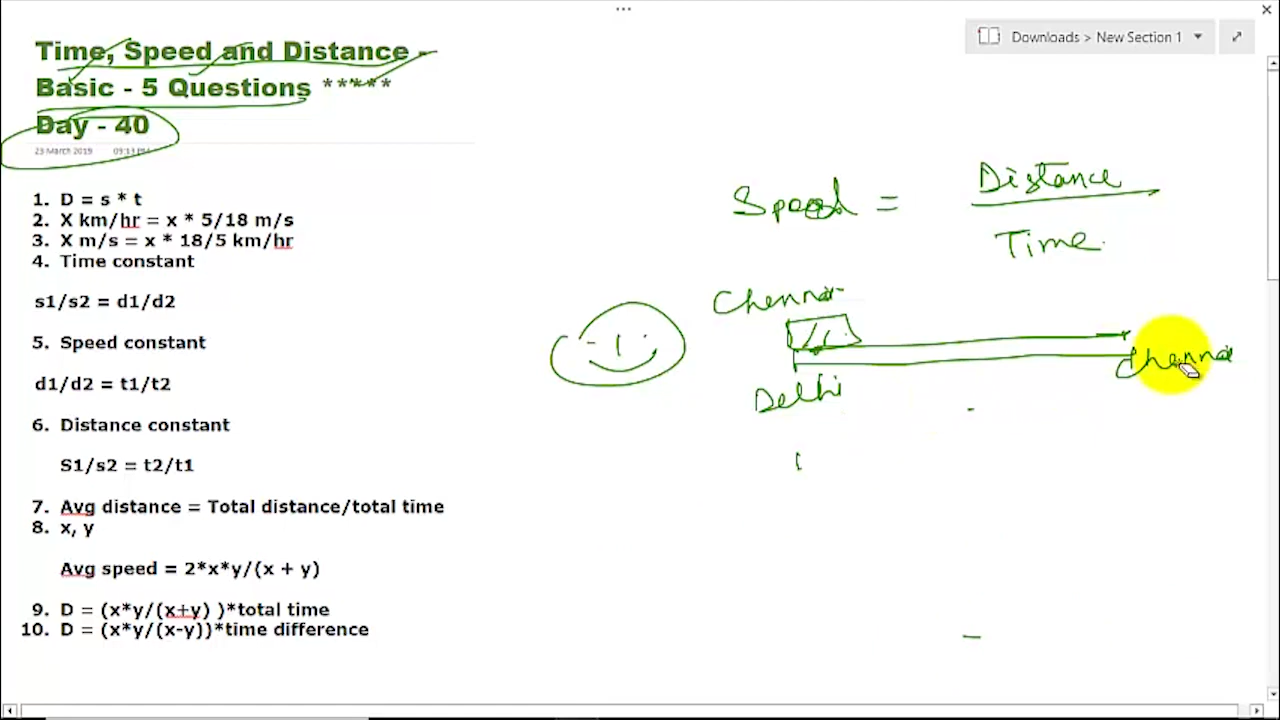 Downloads > New Section 1
Time, Speed and Distance -
Basic - 5 Questions *****
Day - 40
23 March 2019
1. D = s * t
2. X km/hr = x * 5/18 m/s
3. X m/s = x * 18/5 km/hr
4. Time constant
s1/s2 = d1/d2
5. Speed constant
d1/d2 = t1/t2
6. Distance constant
S1/s2 = t2/t1
7. Avg distance = Total distance/total time
8. x, y
Avg speed = 2*x*y/(x + y)
9. D = (x*y/(x+y) )*total time
10. D = (x*y/(x-y))*time difference
Speed = Distance
Time
Chennai
Chennai
Delhi